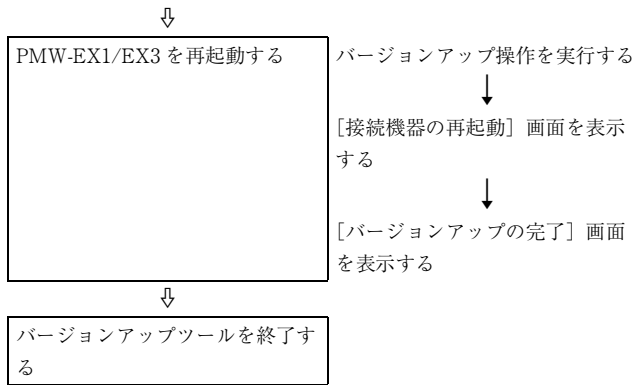 PMW-EX1/EX3 を再起動する
バージョンアップ操作を実行する
［接続機器の再起動］画面を表示
する
［バージョンアップの完了］画面
を表示する
バージョンアップツールを終了す
る